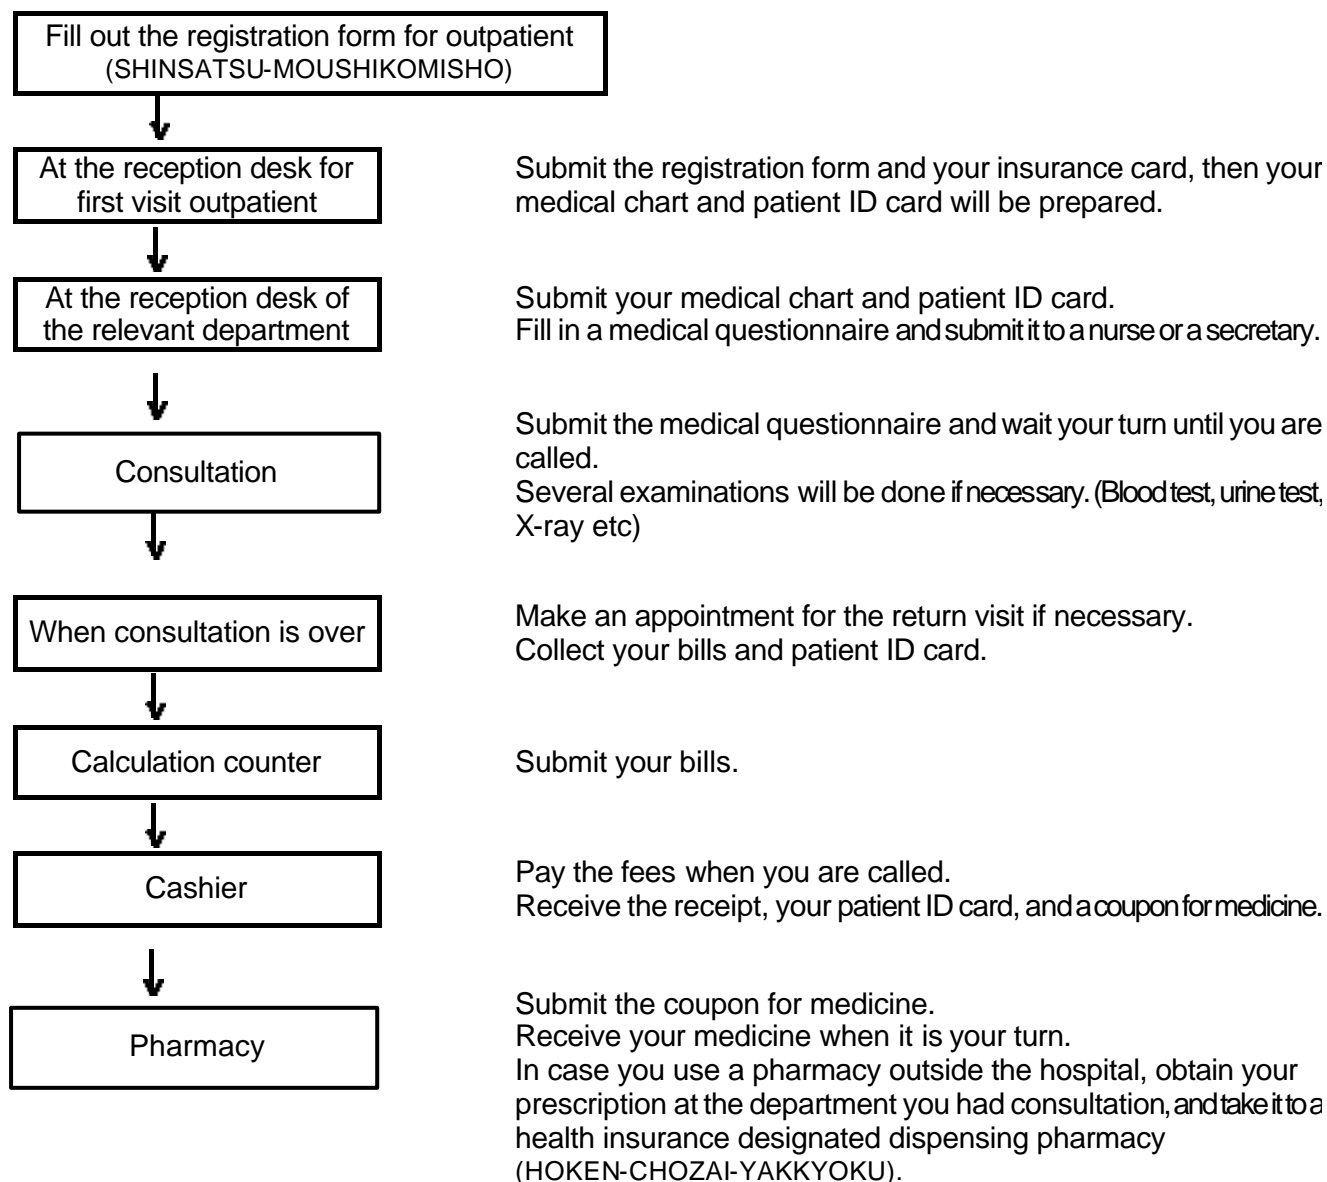 Fill out the registration form for outpatient
(SHINSATSU-MOUSHIKOMISHO)
At the reception desk for
first visit outpatient
Submit the registration form and your insurance card, then your
medical chart and patient ID card will be prepared.
At the reception desk of
the relevant department
Submit your medical chart and patient ID card.
Fill in a medical questionnaire and submit it to a nurse or a secretary.
Consultation
Submit the medical questionnaire and wait your turn until you are
called.
Several examinations will be done if necessary. (Blood test, urine test,
X-ray etc)
When consultation is over
Make an appointment for the return visit if necessary.
Collect your bills and patient ID card.
Calculation counter
Submit your bills.
Cashier
Pay the fees when you are called.
Receive the receipt, your patient ID card, and a coupon for medicine.
Pharmacy
Submit the coupon for medicine.
Receive your medicine when it is your turn.
In case you use a pharmacy outside the hospital, obtain your
prescription at the department you had consultation, and take it to a
health insurance designated dispensing pharmacy
(HOKEN-CHOZAI-YAKKYOKU).